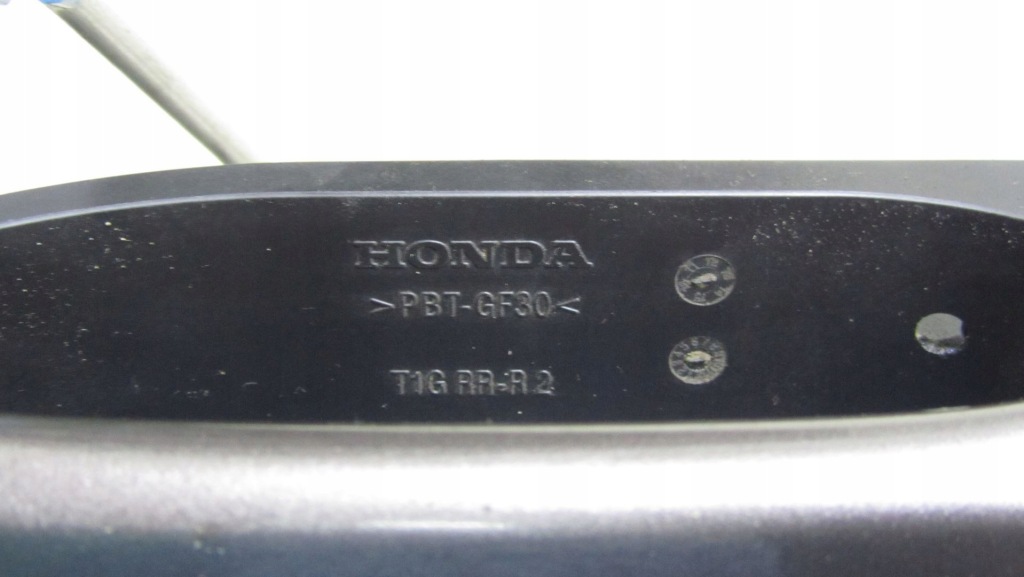 HONDA
>PBT-GF30<
T1G RR-R 2